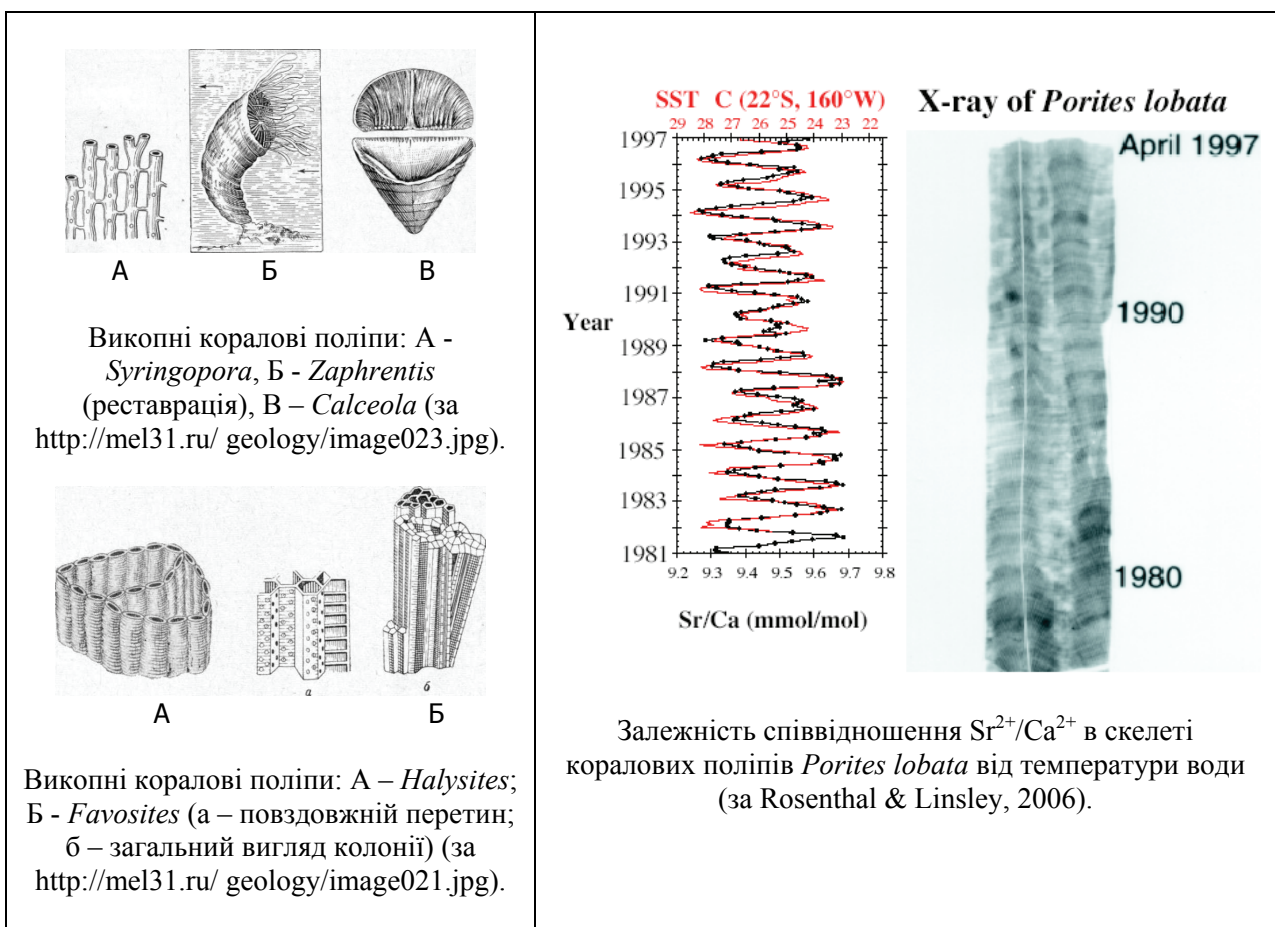 А
Б
В
Викопні коралові поліпи: А -
Syringopora, Б - Zaphrentis
(реставрація), В – Calceola (за
http://mel31.ru/ geology/image023.jpg).
а
б
А
Б
Викопні коралові поліпи: А – Halysites;
Б - Favosites (а – повздовжній перетин;
б – загальний вигляд колонії) (за
http://mel31.ru/ geology/image021.jpg).
SST C (22°S, 160°W)
29 28 27 26 25 24 23 22
1997
1995
1993
1991
Year
1989
1987
1985
1983
1981
9.2 9.3 9.4 9.5 9.6 9.7 9.8
Sr/Ca (mmol/mol)
X-ray of Porites lobata
April 1997
1990
1980
Залежність співвідношення Sr²⁺/Ca²⁺ в скелеті
коралових поліпів Porites lobata від температури води
(за Rosenthal & Linsley, 2006).